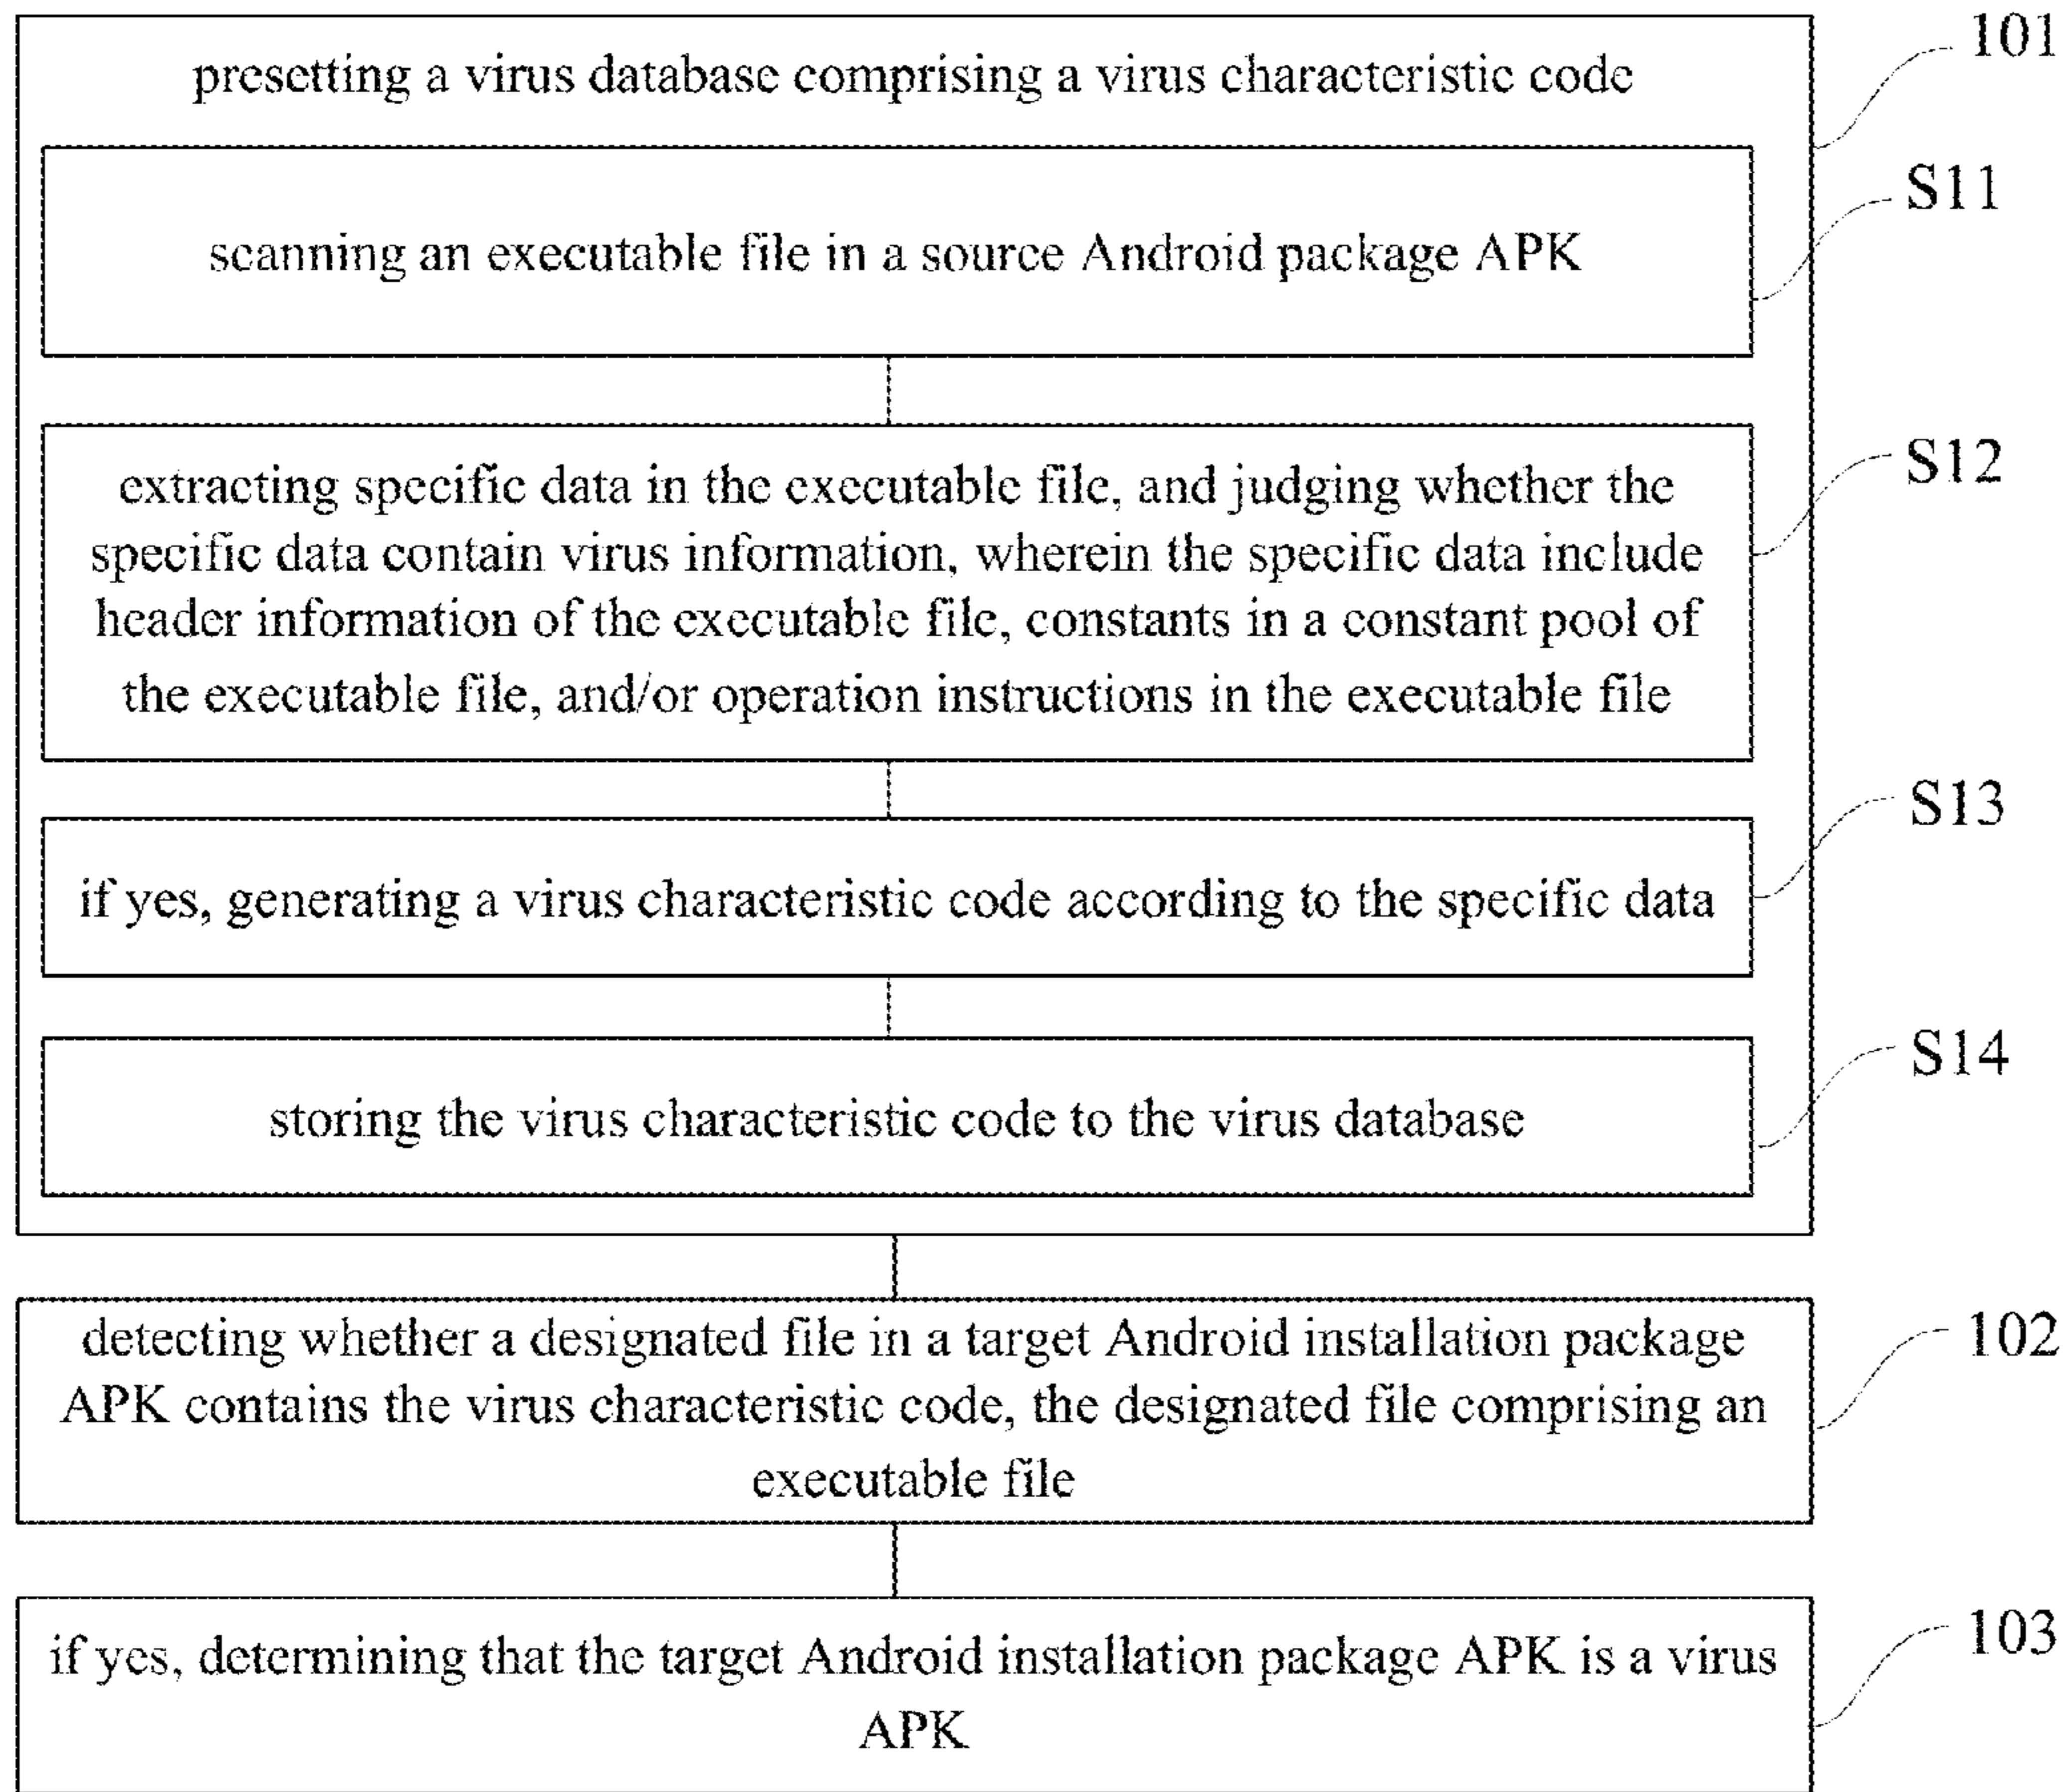 101
presetting a virus database comprising a virus characteristic code
S11
scanning an executable file in a source Android package APK
S12
extracting specific data in the executable file, and judging whether the
specific data contain virus information, wherein the specific data include
header information of the executable file, constants in a constant pool of
the executable file, and/or operation instructions in the executable file
S13
if yes, generating a virus characteristic code according to the specific data
S14
storing the virus characteristic code to the virus database
102
detecting whether a designated file in a target Android installation package
APK contains the virus characteristic code, the designated file comprising an
executable file
103
if yes, determining that the target Android installation package APK is a virus
APK